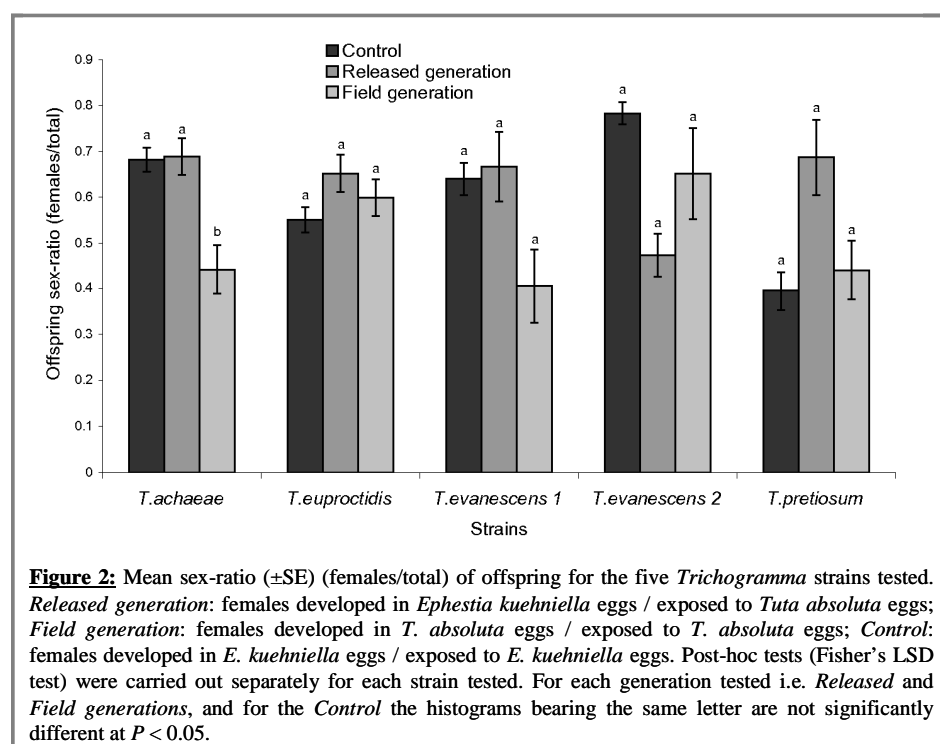 Control
Released generation
Field generation
Offspring sex-ratio (females/total)
0.9
0.8
0.7
0.6
0.5
0.4
0.3
0.2
0.1
0
a a b
a a a
a a a
a a a
a a a
T.achaeae T.euproctidis T.evanescens 1 T.evanescens 2 T.pretiosum
Strains
Figure 2: Mean sex-ratio (±SE) (females/total) of offspring for the five Trichogramma strains tested.
Released generation: females developed in Ephestia kuehniella eggs / exposed to Tuta absoluta eggs;
Field generation: females developed in T. absoluta eggs / exposed to T. absoluta eggs; Control:
females developed in E. kuehniella eggs / exposed to E. kuehniella eggs. Post-hoc tests (Fisher's LSD
test) were carried out separately for each strain tested. For each generation tested i.e. Released and
Field generations, and for the Control the histograms bearing the same letter are not significantly
different at P < 0.05.